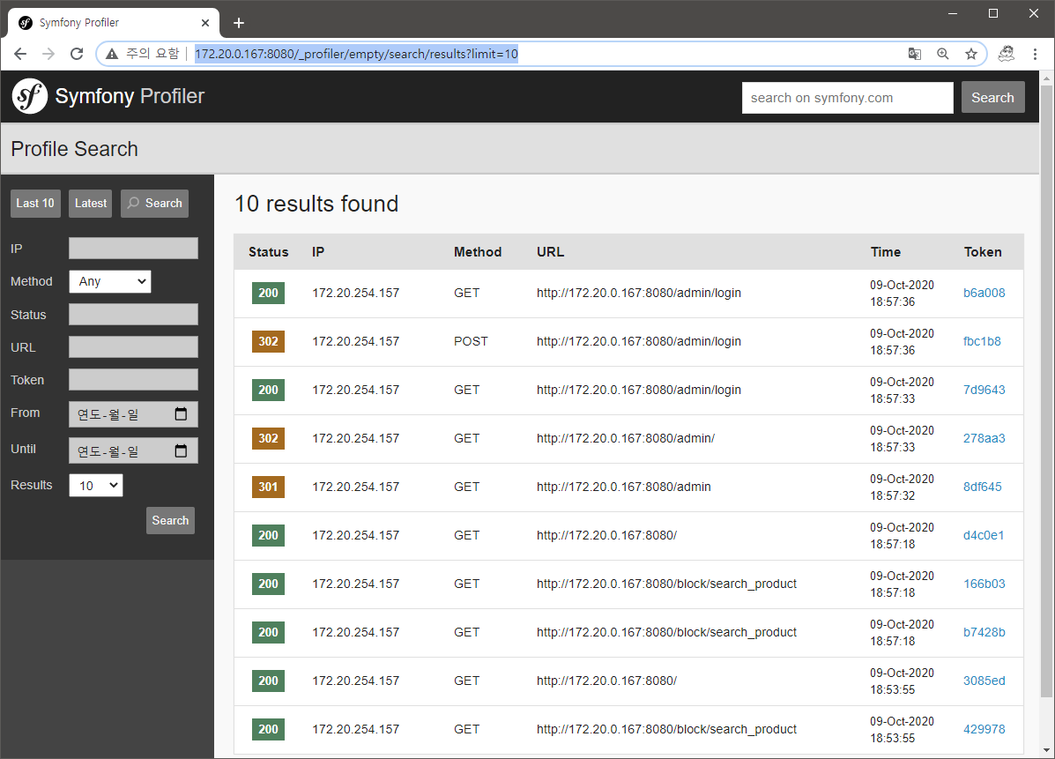 Symfony Profiler
주의 요함
172.20.0.167:8080/_profiler/empty/search/results?limit=10
sf Symfony Profiler
search on symfony.com
Search
Profile Search
Last 10 Latest Search
IP
Method Any
Status
URL
Token
From 연도-월-일
Until 연도-월-일
Results 10
Search
10 results found
Status IP Method URL Time Token
200 172.20.254.157 GET http://172.20.0.167:8080/admin/login 09-Oct-2020 18:57:36 b6a008
302 172.20.254.157 POST http://172.20.0.167:8080/admin/login 09-Oct-2020 18:57:36 fbc1b8
200 172.20.254.157 GET http://172.20.0.167:8080/admin/login 09-Oct-2020 18:57:33 7d9643
302 172.20.254.157 GET http://172.20.0.167:8080/admin/ 09-Oct-2020 18:57:33 278aa3
301 172.20.254.157 GET http://172.20.0.167:8080/admin 09-Oct-2020 18:57:32 8df645
200 172.20.254.157 GET http://172.20.0.167:8080/ 09-Oct-2020 18:57:18 d4c0e1
200 172.20.254.157 GET http://172.20.0.167:8080/block/search_product 09-Oct-2020 18:57:18 166b03
200 172.20.254.157 GET http://172.20.0.167:8080/block/search_product 09-Oct-2020 18:57:18 b7428b
200 172.20.254.157 GET http://172.20.0.167:8080/ 09-Oct-2020 18:53:55 3085ed
200 172.20.254.157 GET http://172.20.0.167:8080/block/search_product 09-Oct-2020 18:53:55 429978